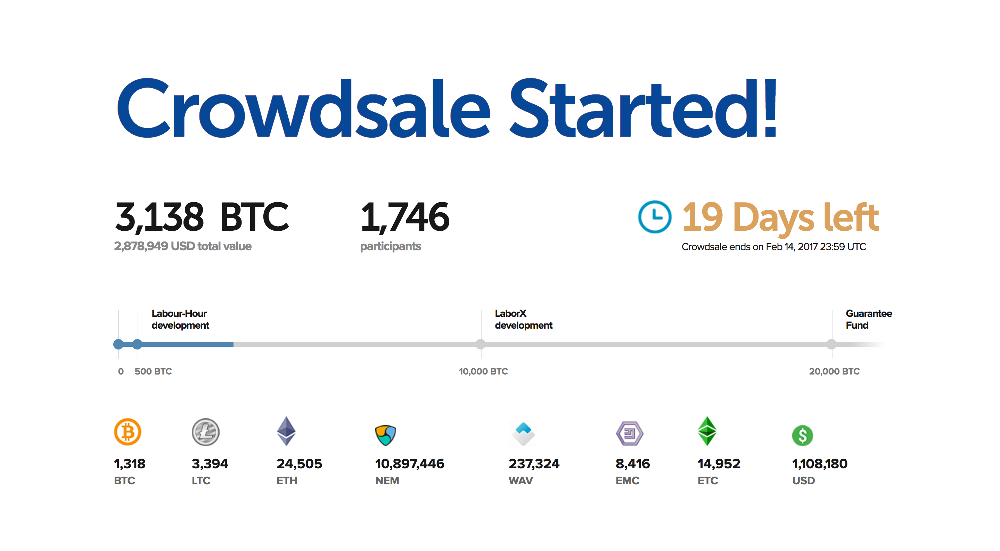 Crowdsale Started!
3,138 BTC
2,878,949 USD total value
1,746
participants
19 Days left
Crowdsale ends on Feb 14, 2017 23:59 UTC
Labour-Hour
development
LaborX
development
Guarantee
Fund
0
500 BTC
10,000 BTC
20,000 BTC
1,318
BTC
3,394
LTC
24,505
ETH
10,897,446
NEM
237,324
WAV
8,416
EMC
14,952
ETC
1,108,180
USD